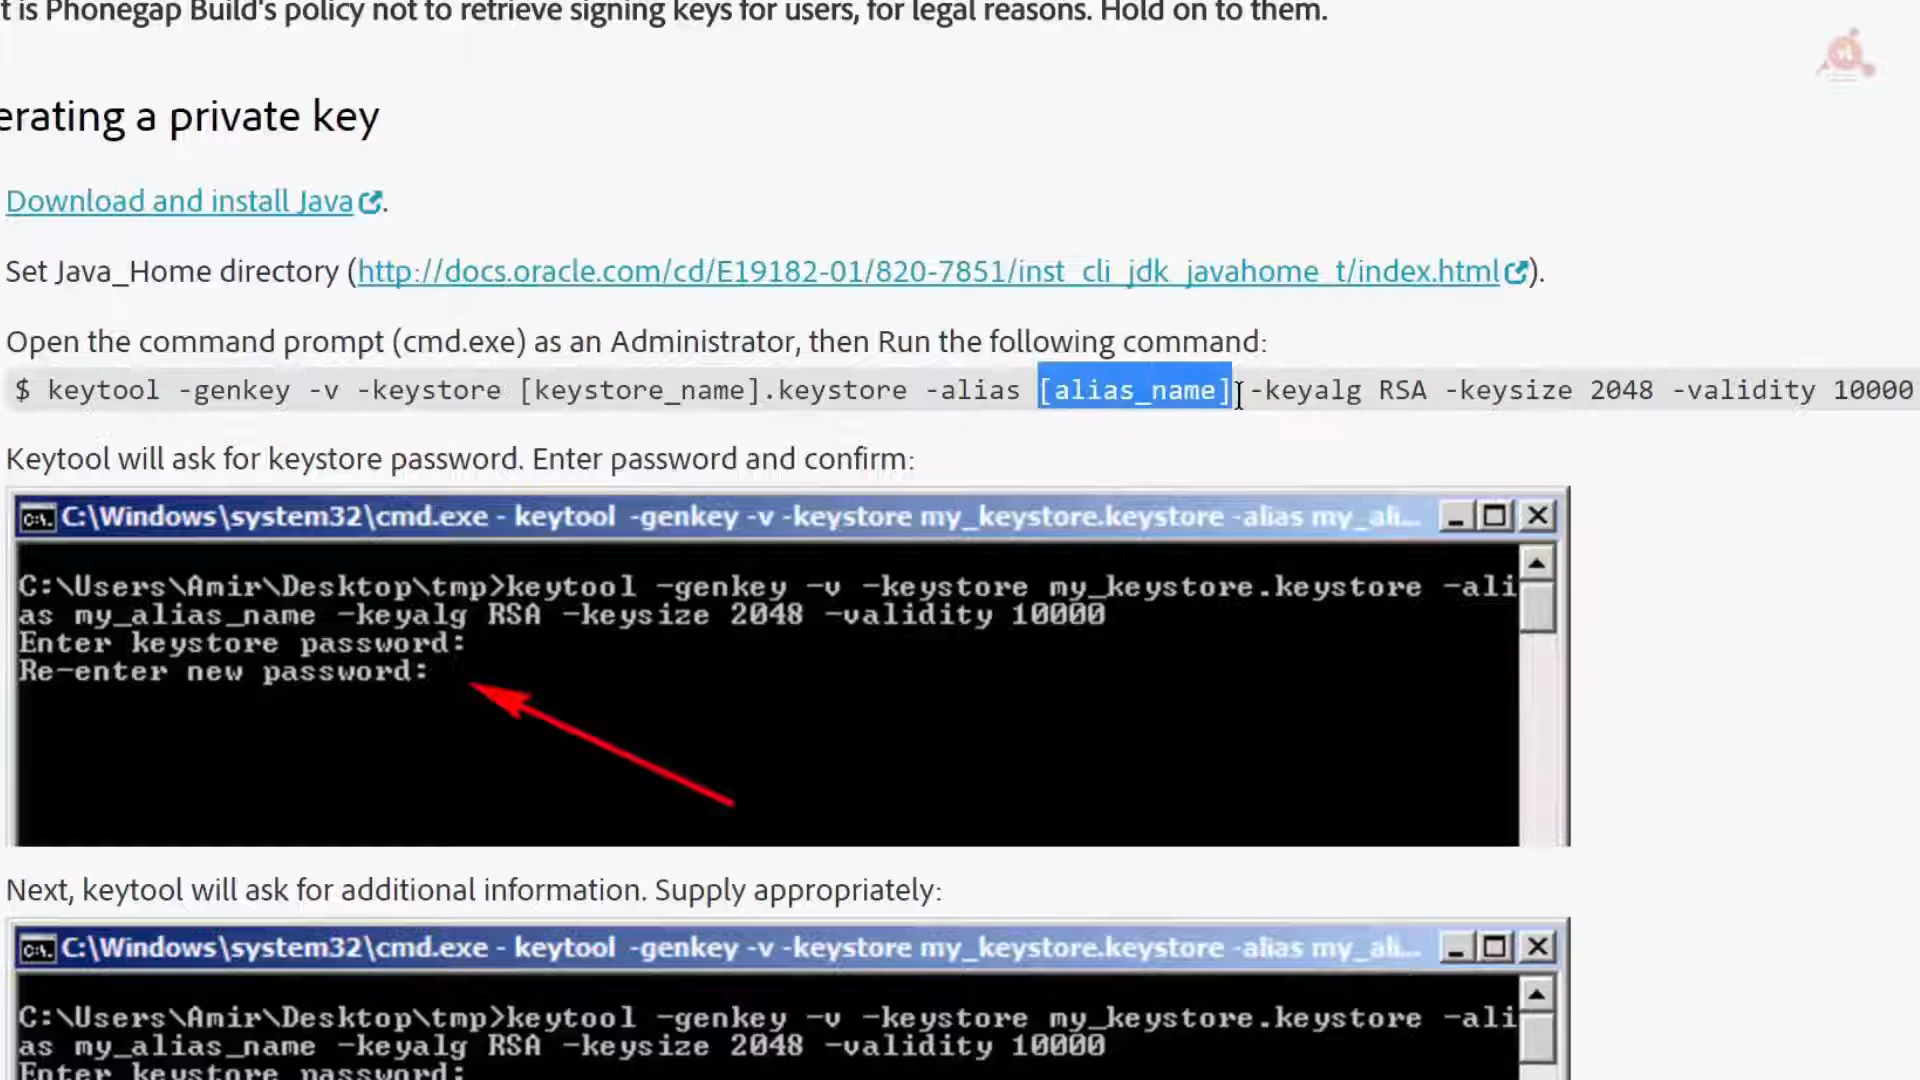 t is Phonegap Build's policy not to retrieve signing keys for users, for legal reasons. Hold on to them.
erating a private key
Download and install Java.
Set Java_Home directory (http://docs.oracle.com/cd/E19182-01/820-7851/inst_cli_jdk_javahome_t/index.html).
Open the command prompt (cmd.exe) as an Administrator, then Run the following command:
$ keytool -genkey -v -keystore [keystore_name].keystore -alias [alias_name] -keyalg RSA -keysize 2048 -validity 10000
Keytool will ask for keystore password. Enter password and confirm:
C:\Windows\system32\cmd.exe - keytool -genkey -v -keystore my_keystore.keystore -alias my_ali...
C:\Users\Amir\Desktop\tmp>keytool -genkey -v -keystore my_keystore.keystore -ali
as my_alias_name -keyalg RSA -keysize 2048 -validity 10000
Enter keystore password:
Re-enter new password:
Next, keytool will ask for additional information. Supply appropriately:
C:\Windows\system32\cmd.exe - keytool -genkey -v -keystore my_keystore.keystore -alias my_ali...
C:\Users\Amir\Desktop\tmp>keytool -genkey -v -keystore my_keystore.keystore -ali
as my_alias_name -keyalg RSA -keysize 2048 -validity 10000
Enter keystore password: